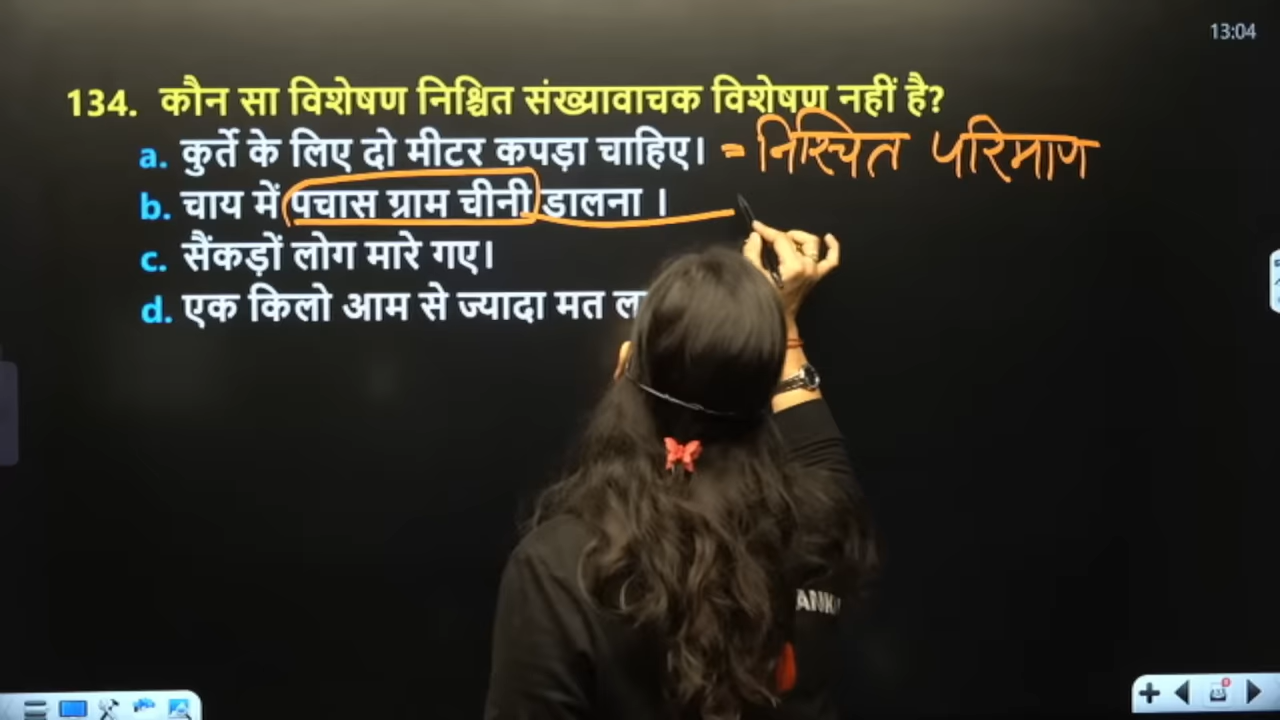 13:04
134. कौन सा विशेषण निश्चित संख्यावाचक विशेषण नहीं है?
a. कुर्ते के लिए दो मीटर कपड़ा चाहिए। = निश्चित परिमाण
b. चाय में पचास ग्राम चीनी डालना ।
c. सैंकड़ों लोग मारे गए।
d. एक किलो आम से ज्यादा मत